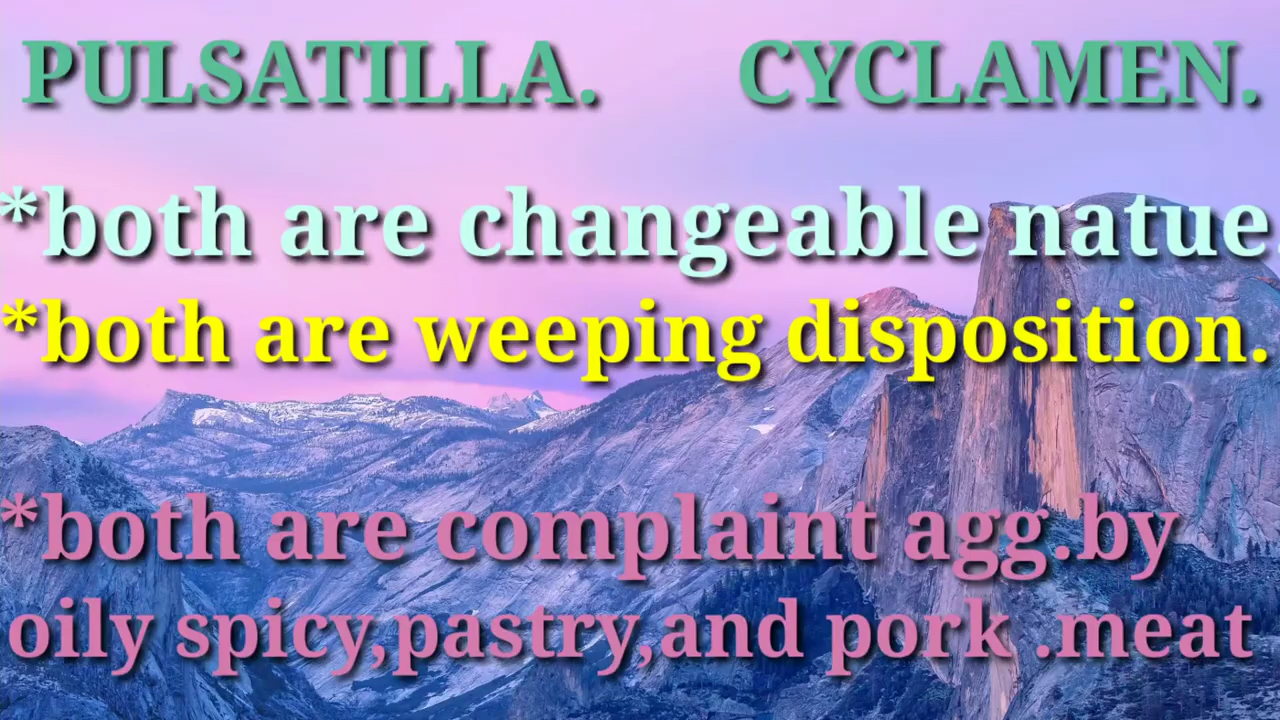 PULSATILLA. CYCLAMEN.
*both are changeable natue
*both are weeping disposition.
*both are complaint agg.by
oily spicy,pastry,and pork .meat